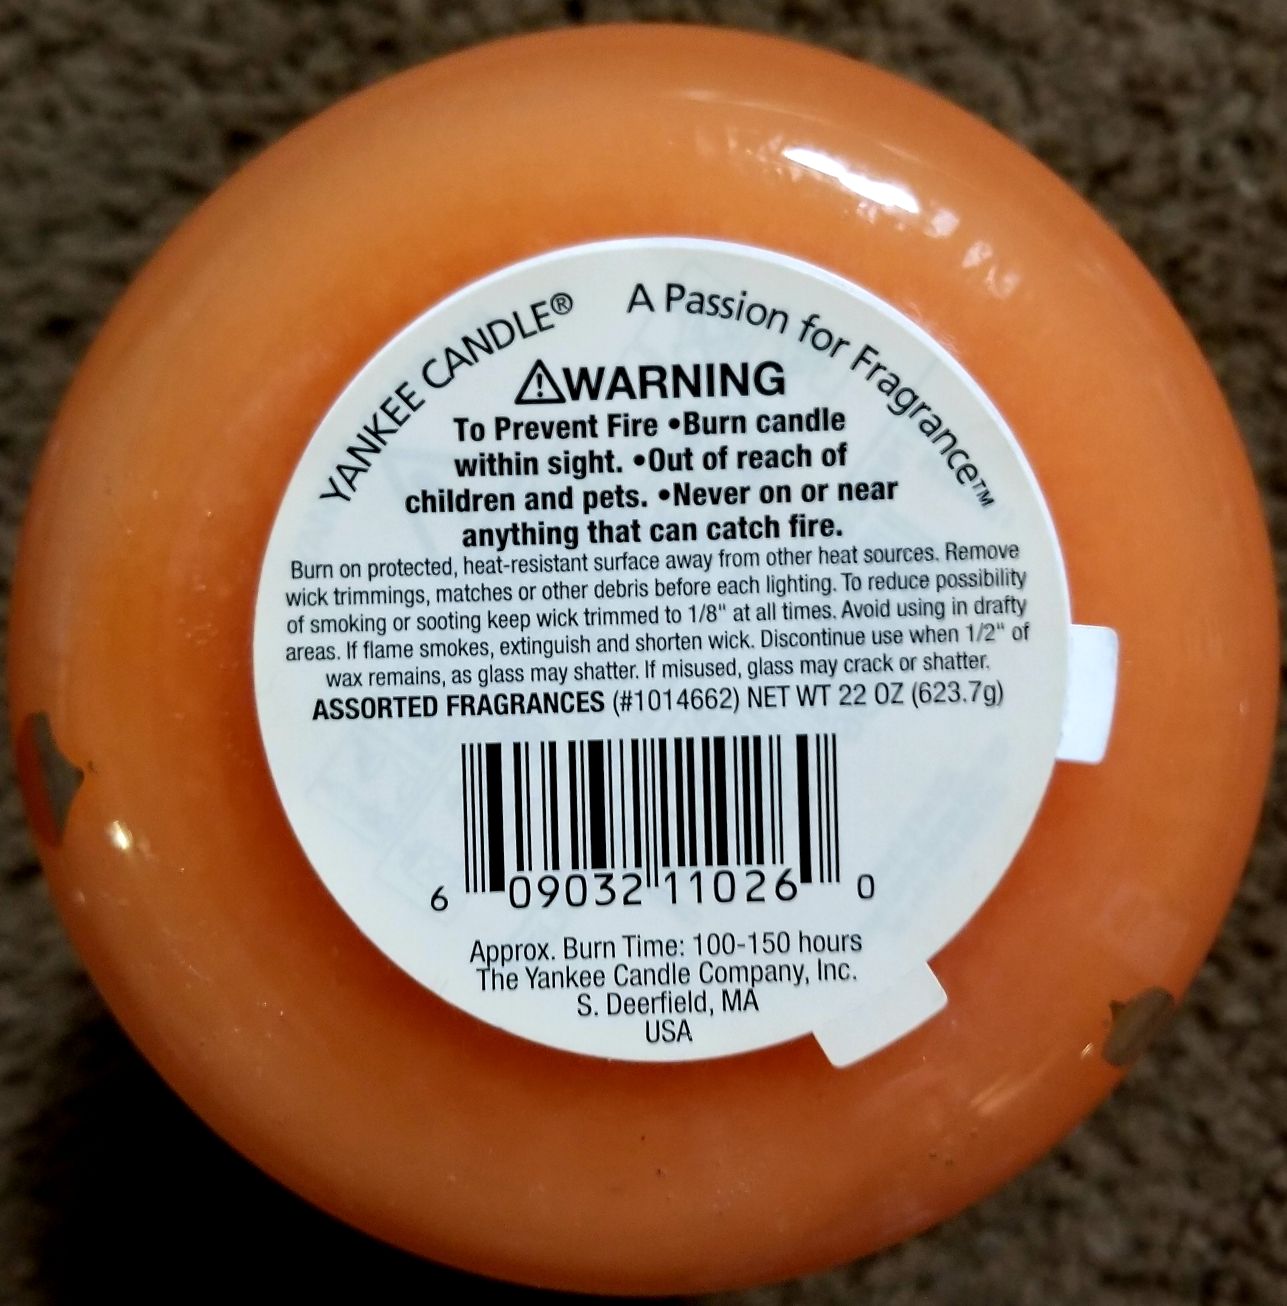 YANKEE CANDLE® A Passion for Fragrance™
⚠WARNING
To Prevent Fire •Burn candle
within sight. •Out of reach of
children and pets. •Never on or near
anything that can catch fire.
Burn on protected, heat-resistant surface away from other heat sources. Remove
wick trimmings, matches or other debris before each lighting. To reduce possibility
of smoking or sooting keep wick trimmed to 1/8" at all times. Avoid using in drafty
areas. If flame smokes, extinguish and shorten wick. Discontinue use when 1/2" of
wax remains, as glass may shatter. If misused, glass may crack or shatter.
ASSORTED FRAGRANCES (#1014662) NET WT 22 OZ (623.7g)
6 09032 11026 0
Approx. Burn Time: 100-150 hours
The Yankee Candle Company, Inc.
S. Deerfield, MA
USA